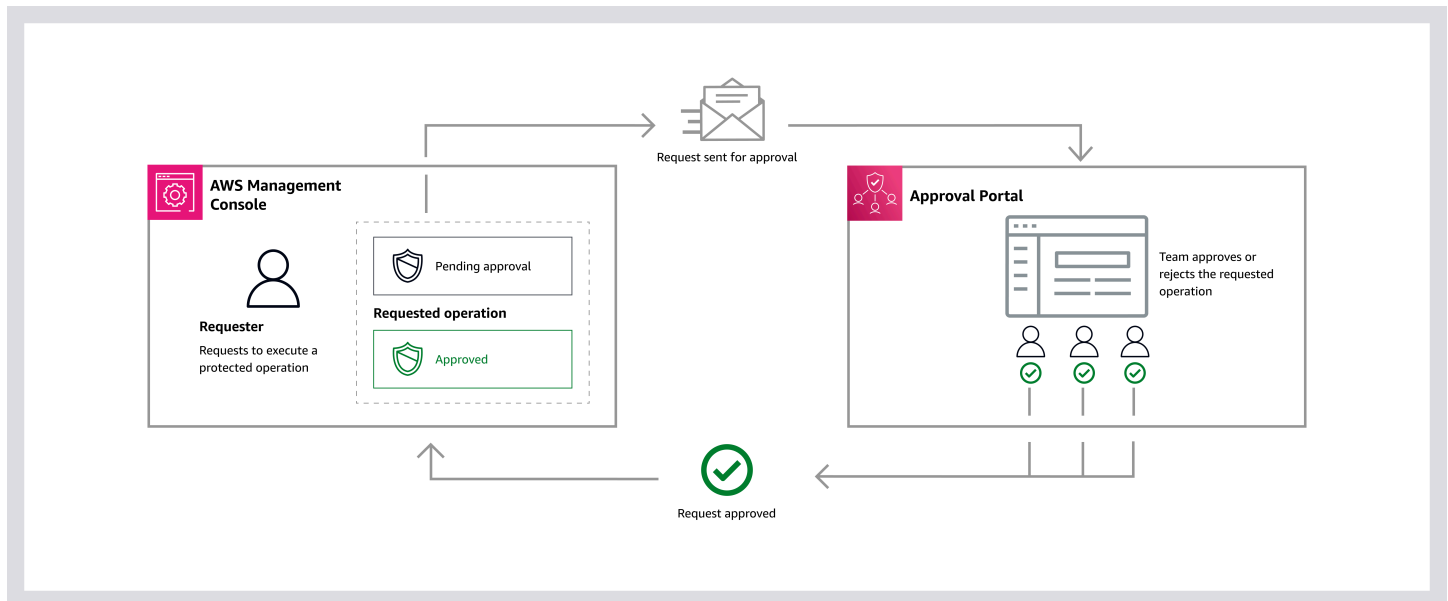 Request sent for approval
AWS Management
Console
Pending approval
Requested operation
Approved
Requester
Requests to execute a
protected operation
Approval Portal
Team approves or
rejects the requested
operation
Request approved